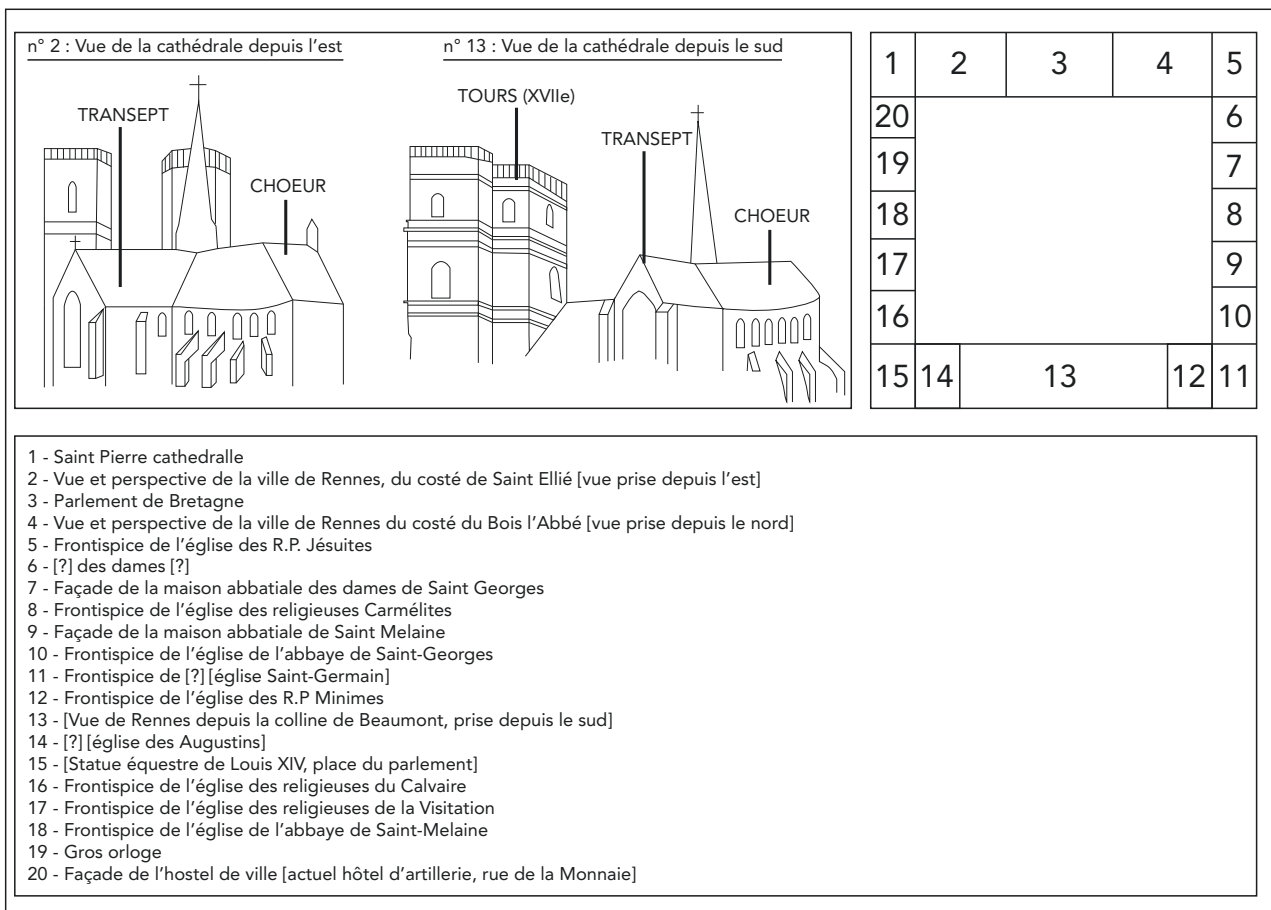 n° 2 : Vue de la cathédrale depuis l'est
TRANSEPT
CHOEUR
n° 13 : Vue de la cathédrale depuis le sud
TOURS (XVIIe)
TRANSEPT
CHOEUR
1 2 3 4 5
20 6
19 7
18 8
17 9
16 10
15 14 13 12 11
1 - Saint Pierre cathedralle
2 - Vue et perspective de la ville de Rennes, du costé de Saint Ellié [vue prise depuis l'est]
3 - Parlement de Bretagne
4 - Vue et perspective de la ville de Rennes du costé du Bois l'Abbé [vue prise depuis le nord]
5 - Frontispice de l'église des R.P. Jésuites
6 - [?] des dames [?]
7 - Façade de la maison abbatiale des dames de Saint Georges
8 - Frontispice de l'église des religieuses Carmélites
9 - Façade de la maison abbatiale de Saint Melaine
10 - Frontispice de l'église de l'abbaye de Saint-Georges
11 - Frontispice de [?] [église Saint-Germain]
12 - Frontispice de l'église des R.P Minimes
13 - [Vue de Rennes depuis la colline de Beaumont, prise depuis le sud]
14 - [?] [église des Augustins]
15 - [Statue équestre de Louis XIV, place du parlement]
16 - Frontispice de l'église des religieuses du Calvaire
17 - Frontispice de l'église des religieuses de la Visitation
18 - Frontispice de l'église de l'abbaye de Saint-Melaine
19 - Gros orloge
20 - Façade de l'hostel de ville [actuel hôtel d'artillerie, rue de la Monnaie]